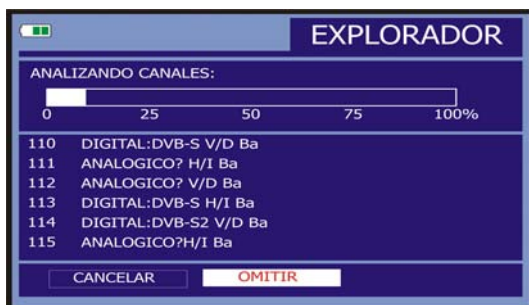 EXPLORADOR
ANALIZANDO CANALES:
0 25 50 75 100%
110 DIGITAL:DVB-S V/D Ba
111 ANALOGICO? H/I Ba
112 ANALOGICO? V/D Ba
113 DIGITAL:DVB-S H/I Ba
114 DIGITAL:DVB-S2 V/D Ba
115 ANALOGICO?H/I Ba
CANCELAR OMITIR